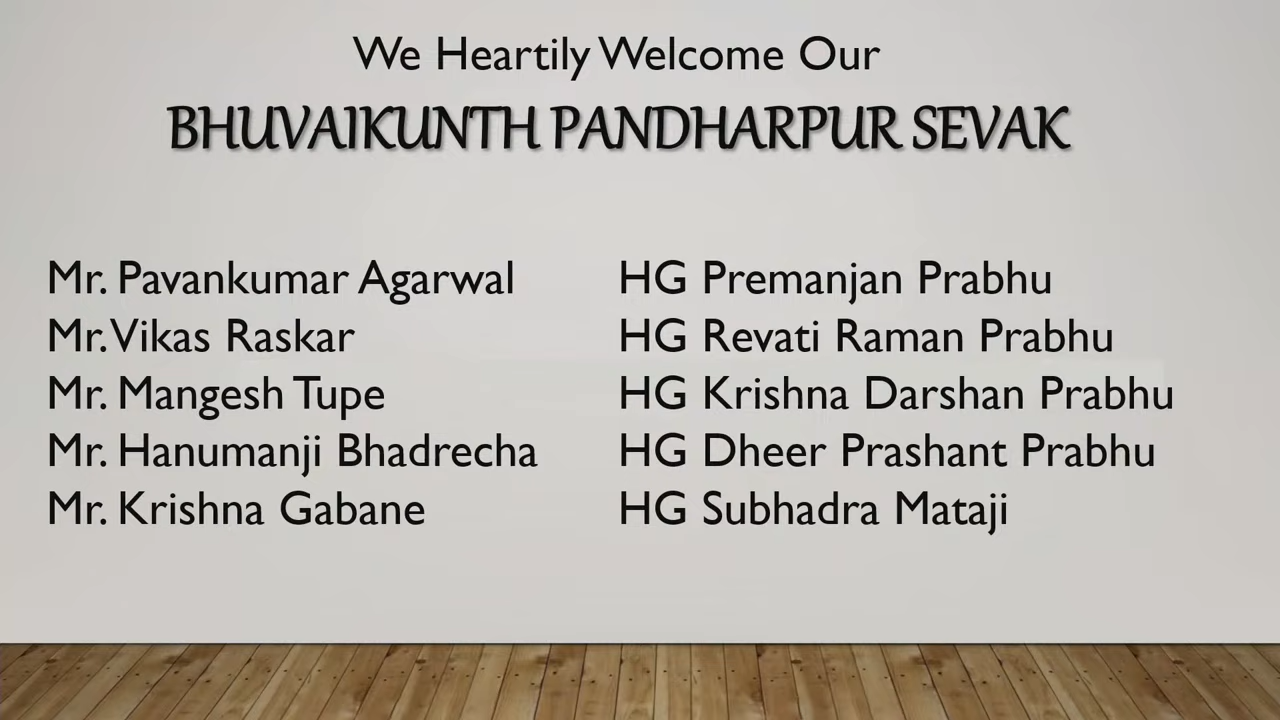 We Heartily Welcome Our
BHUVAIKUNTH PANDHARPUR SEVAK
Mr. Pavankumar Agarwal
Mr. Vikas Raskar
Mr. Mangesh Tupe
Mr. Hanumanji Bhadrecha
Mr. Krishna Gabane
HG Premanjan Prabhu
HG Revati Raman Prabhu
HG Krishna Darshan Prabhu
HG Dheer Prashant Prabhu
HG Subhadra Mataji